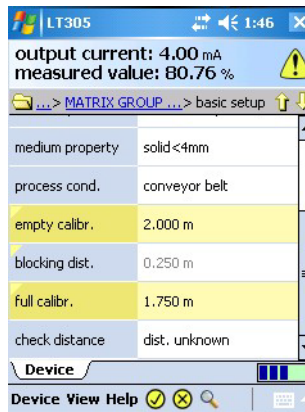 LT305 1:46
output current: 4.00 mA
measured value: 80.76 %
...> MATRIX GROUP ...> basic setup
medium property solid<4mm
process cond. conveyor belt
empty calibr. 2.000 m
blocking dist. 0.250 m
full calibr. 1.750 m
check distance dist. unknown
Device
Device View Help